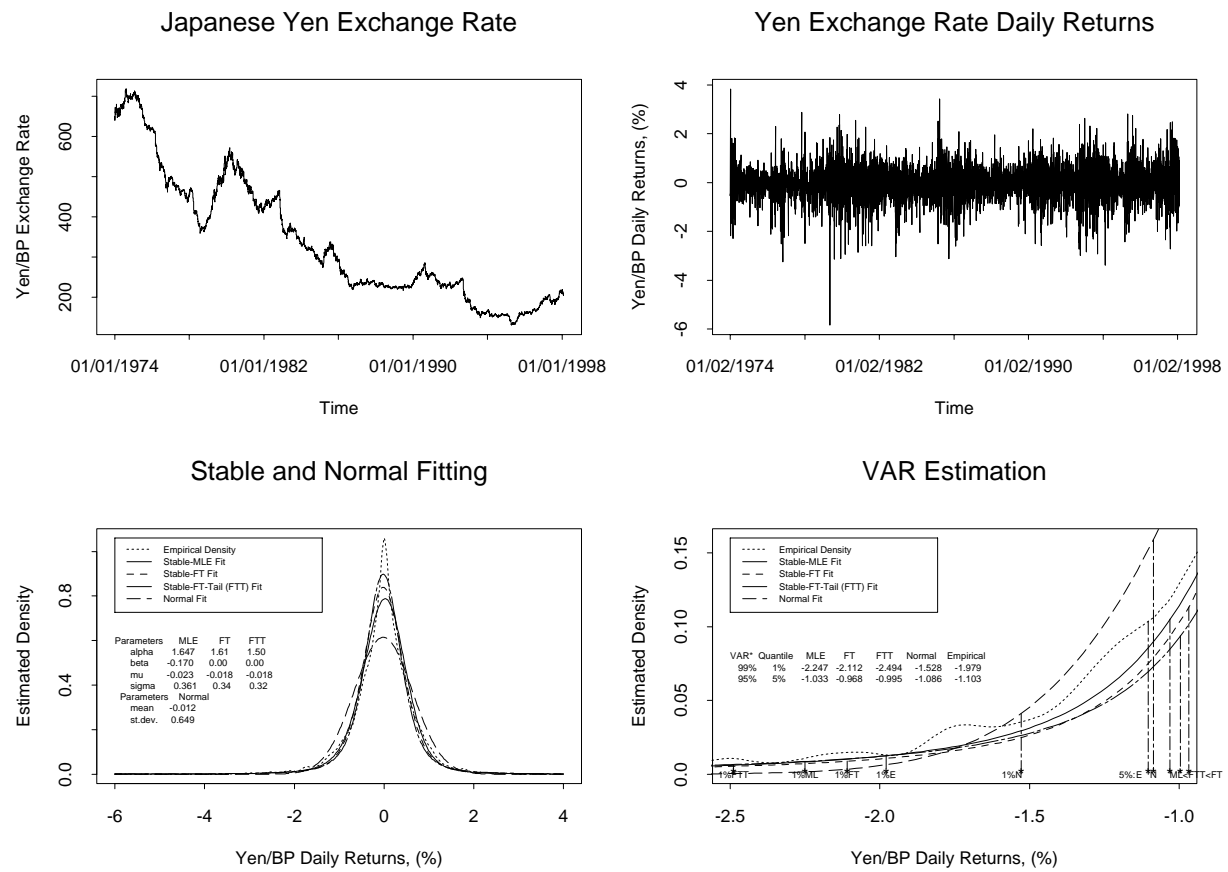 Japanese Yen Exchange Rate
Yen/BP Exchange Rate
600
400
200
01/01/1974 01/01/1982 01/01/1990 01/01/1998
Time
Yen Exchange Rate Daily Returns
Yen/BP Daily Returns, (%)
4
2
0
-2
-4
-6
01/02/1974 01/02/1982 01/02/1990 01/02/1998
Time
Stable and Normal Fitting
Estimated Density
0.8
0.4
0.0
Empirical Density
Stable-MLE Fit
Stable-FT Fit
Stable-FT-Tail (FTT) Fit
Normal Fit
Parameters MLE FT FTT
alpha 1.647 1.61 1.50
beta -0.170 0.00 0.00
mu -0.023 -0.018 -0.018
sigma 0.361 0.34 0.32
Parameters Normal
mean -0.012
st.dev. 0.649
-6 -4 -2 0 2 4
Yen/BP Daily Returns, (%)
VAR Estimation
Estimated Density
0.15
0.10
0.05
0.0
Empirical Density
Stable-MLE Fit
Stable-FT Fit
Stable-FT-Tail (FTT) Fit
Normal Fit
VAR* Quantile MLE FT FTT Normal Empirical
99% 1% -2.247 -2.112 -2.494 -1.528 -1.979
95% 5% -1.033 -0.968 -0.995 -1.086 -1.103
1%FTT 1%ML 1%FT 1%E 1%N 5%:E N ML<FTT<FT
-2.5 -2.0 -1.5 -1.0
Yen/BP Daily Returns, (%)